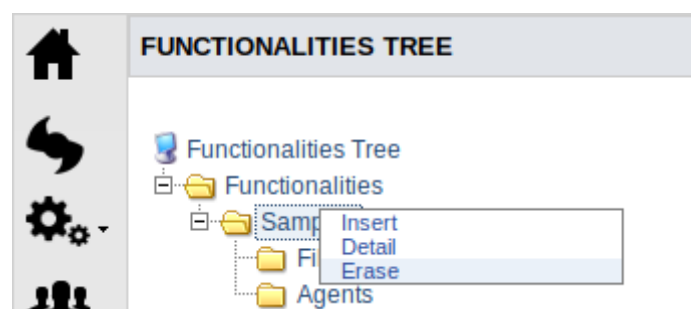 FUNCTIONALITIES TREE
Functionalities Tree
Functionalities
Insert
Detail
Erase
Agents